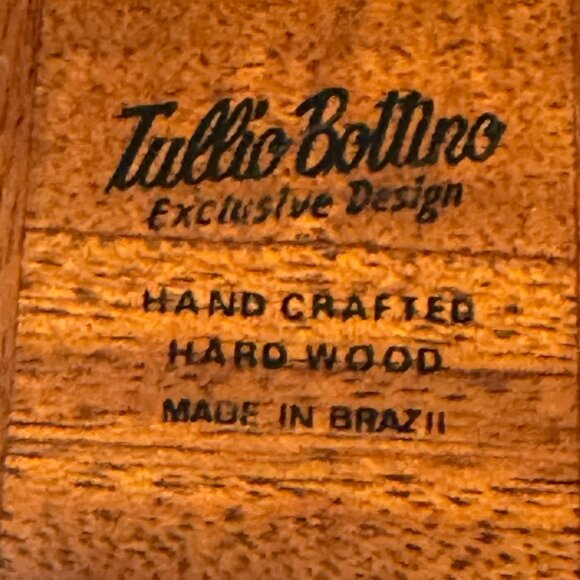 Tullio Bottino
Exclusive Design
HAND CRAFTED
HARD WOOD
MADE IN BRAZIL